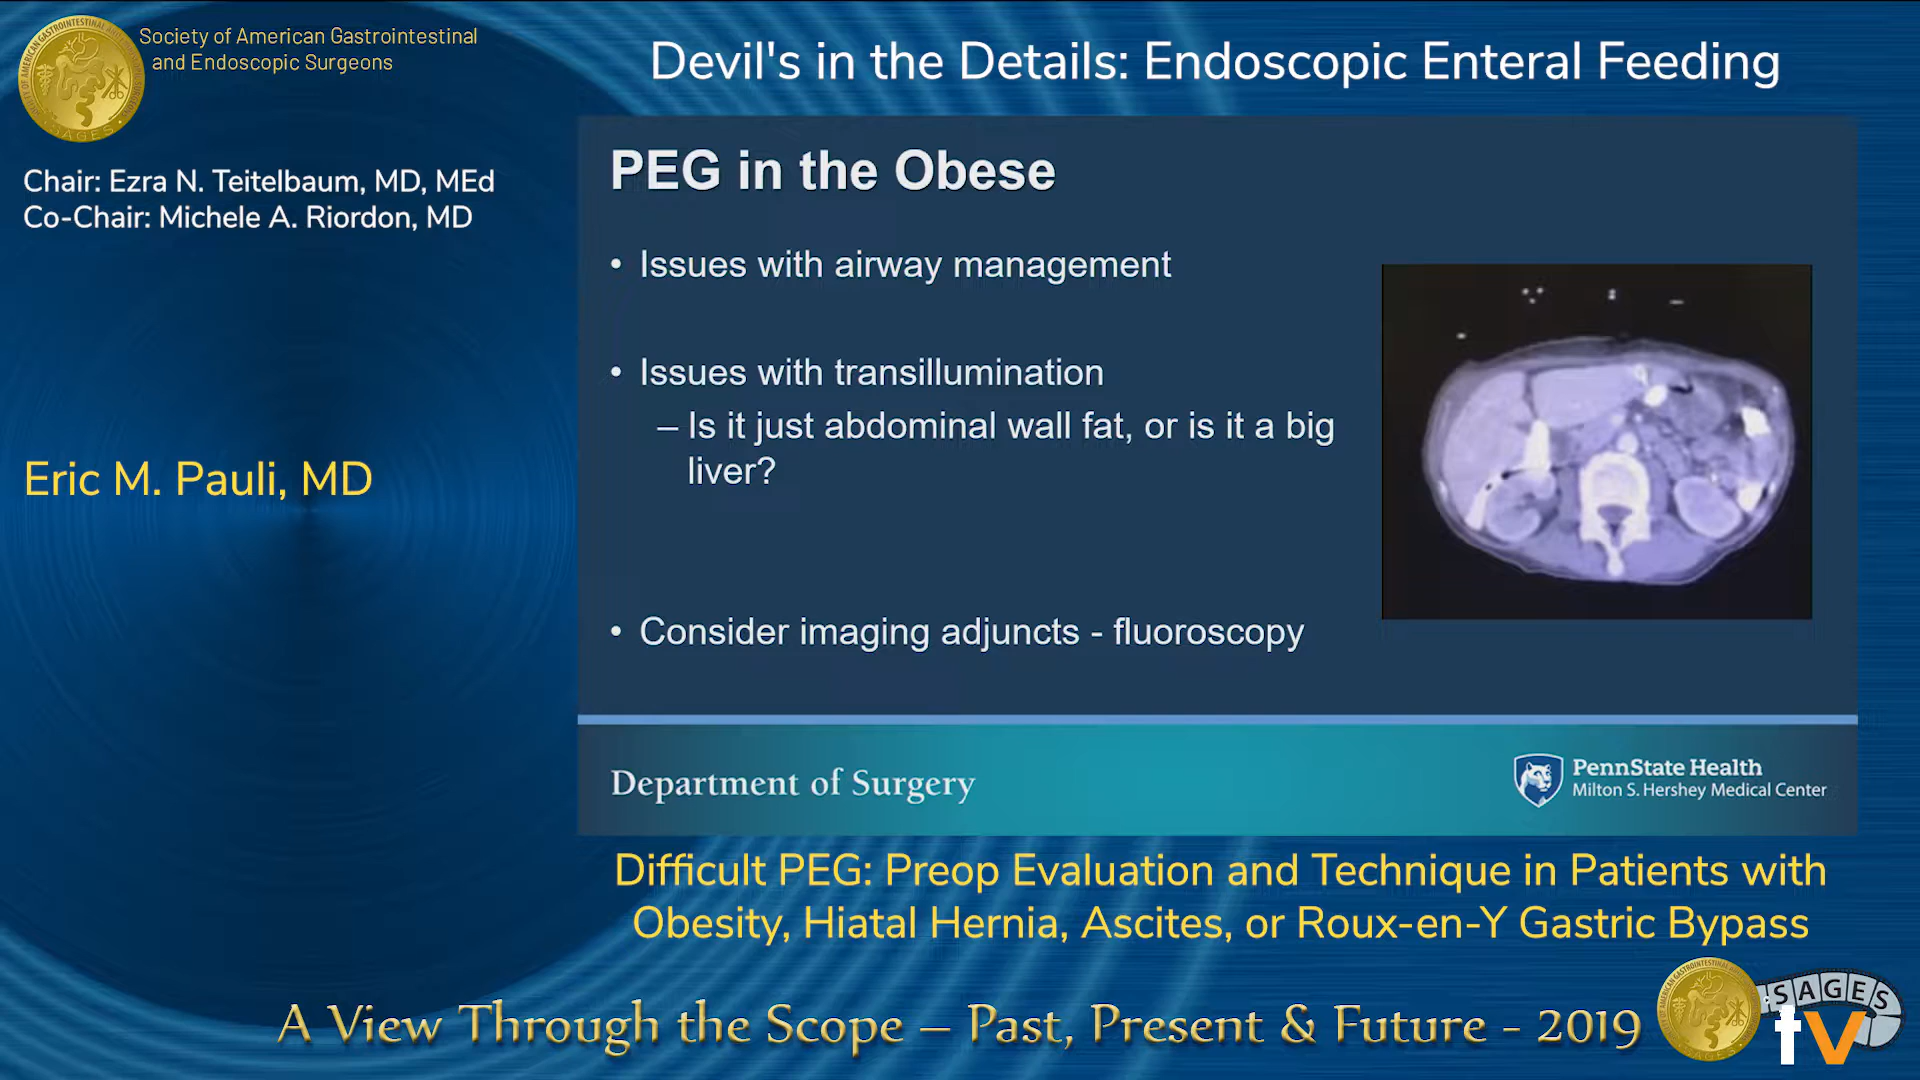 Society of American Gastrointestinal
and Endoscopic Surgeons
Devil's in the Details: Endoscopic Enteral Feeding
Chair: Ezra N. Teitelbaum, MD, MEd
Co-Chair: Michele A. Riordon, MD
Eric M. Pauli, MD
PEG in the Obese
• Issues with airway management
• Issues with transillumination
– Is it just abdominal wall fat, or is it a big
liver?
• Consider imaging adjuncts - fluoroscopy
Department of Surgery
PennState Health
Milton S. Hershey Medical Center
Difficult PEG: Preop Evaluation and Technique in Patients with
Obesity, Hiatal Hernia, Ascites, or Roux-en-Y Gastric Bypass
A View Through the Scope – Past, Present & Future - 2019
SAGES
tv